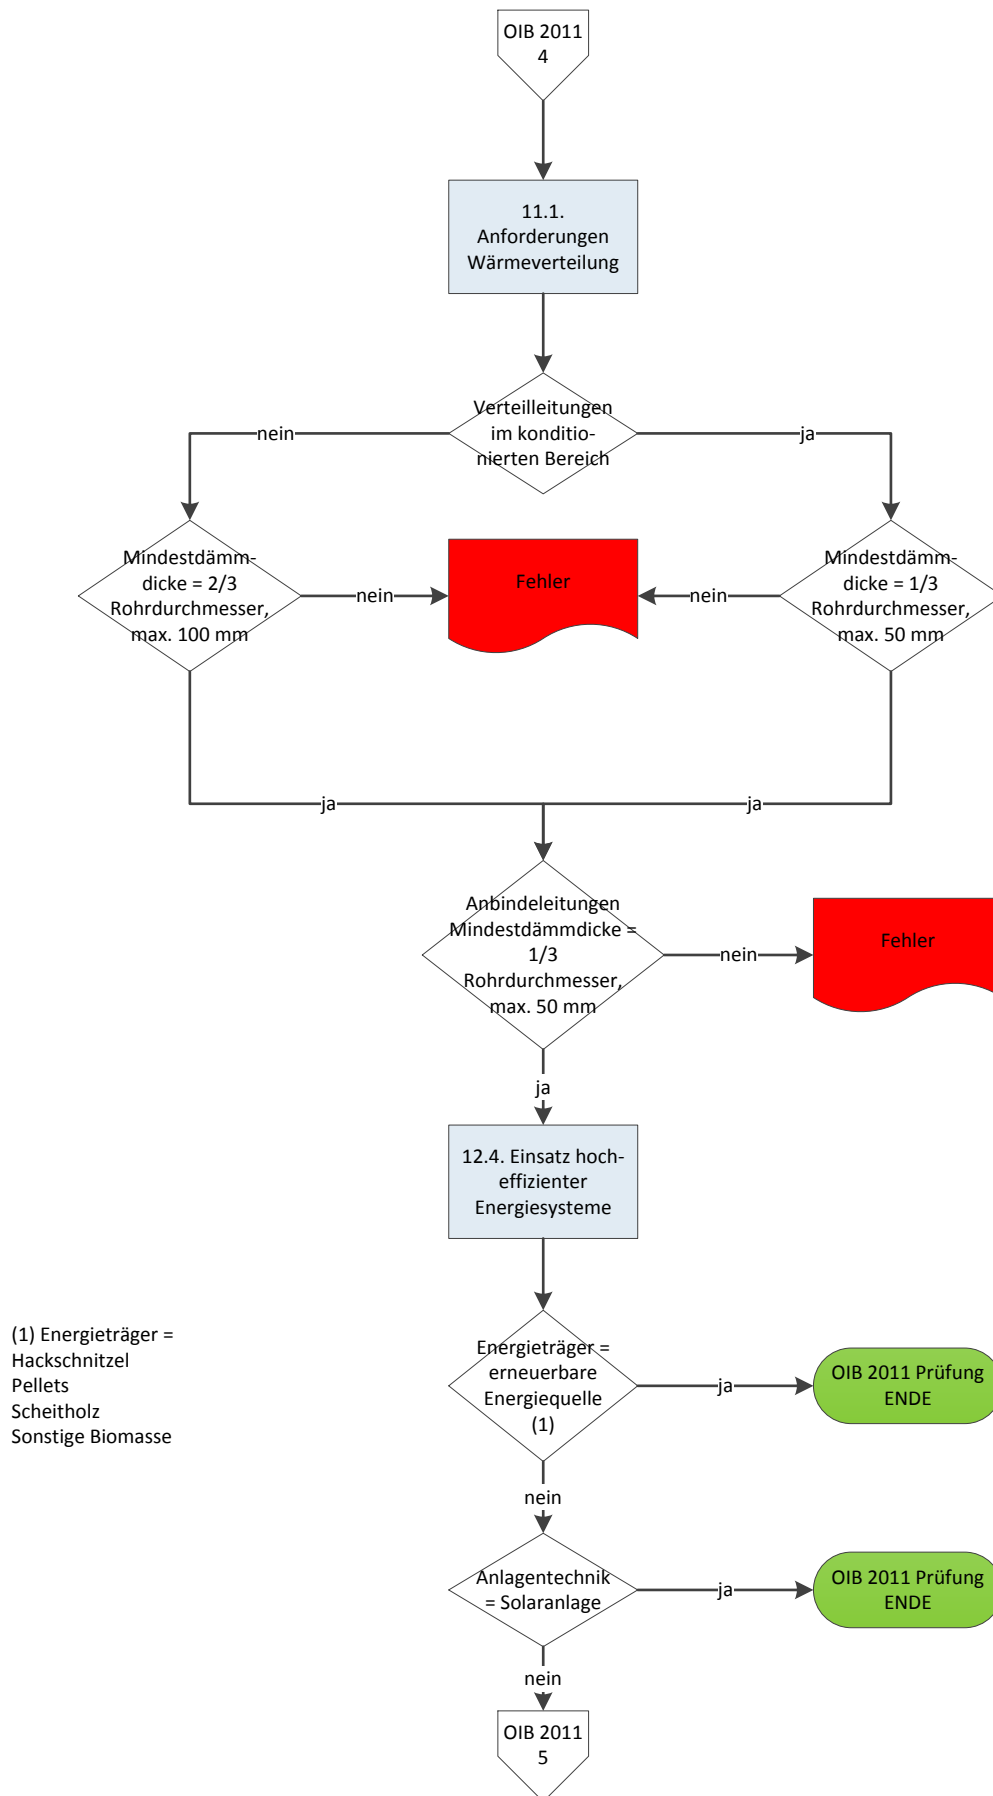 OIB 2011
4
11.1.
Anforderungen
Wärmeverteilung
Verteilleitungen
im konditio-
nierten Bereich
nein
ja
Mindestdämm-
dicke = 2/3
Rohrdurchmesser,
max. 100 mm
nein
Fehler
nein
Mindestdämm-
dicke = 1/3
Rohrdurchmesser,
max. 50 mm
ja
ja
Anbindeleitungen
Mindestdämmdicke =
1/3
Rohrdurchmesser,
max. 50 mm
nein
Fehler
ja
12.4. Einsatz hoch-
effizienter
Energiesysteme
(1) Energieträger =
Hackschnitzel
Pellets
Scheitholz
Sonstige Biomasse
Energieträger =
erneuerbare
Energiequelle
(1)
ja
OIB 2011 Prüfung
ENDE
nein
Anlagentechnik
= Solaranlage
ja
OIB 2011 Prüfung
ENDE
nein
OIB 2011
5